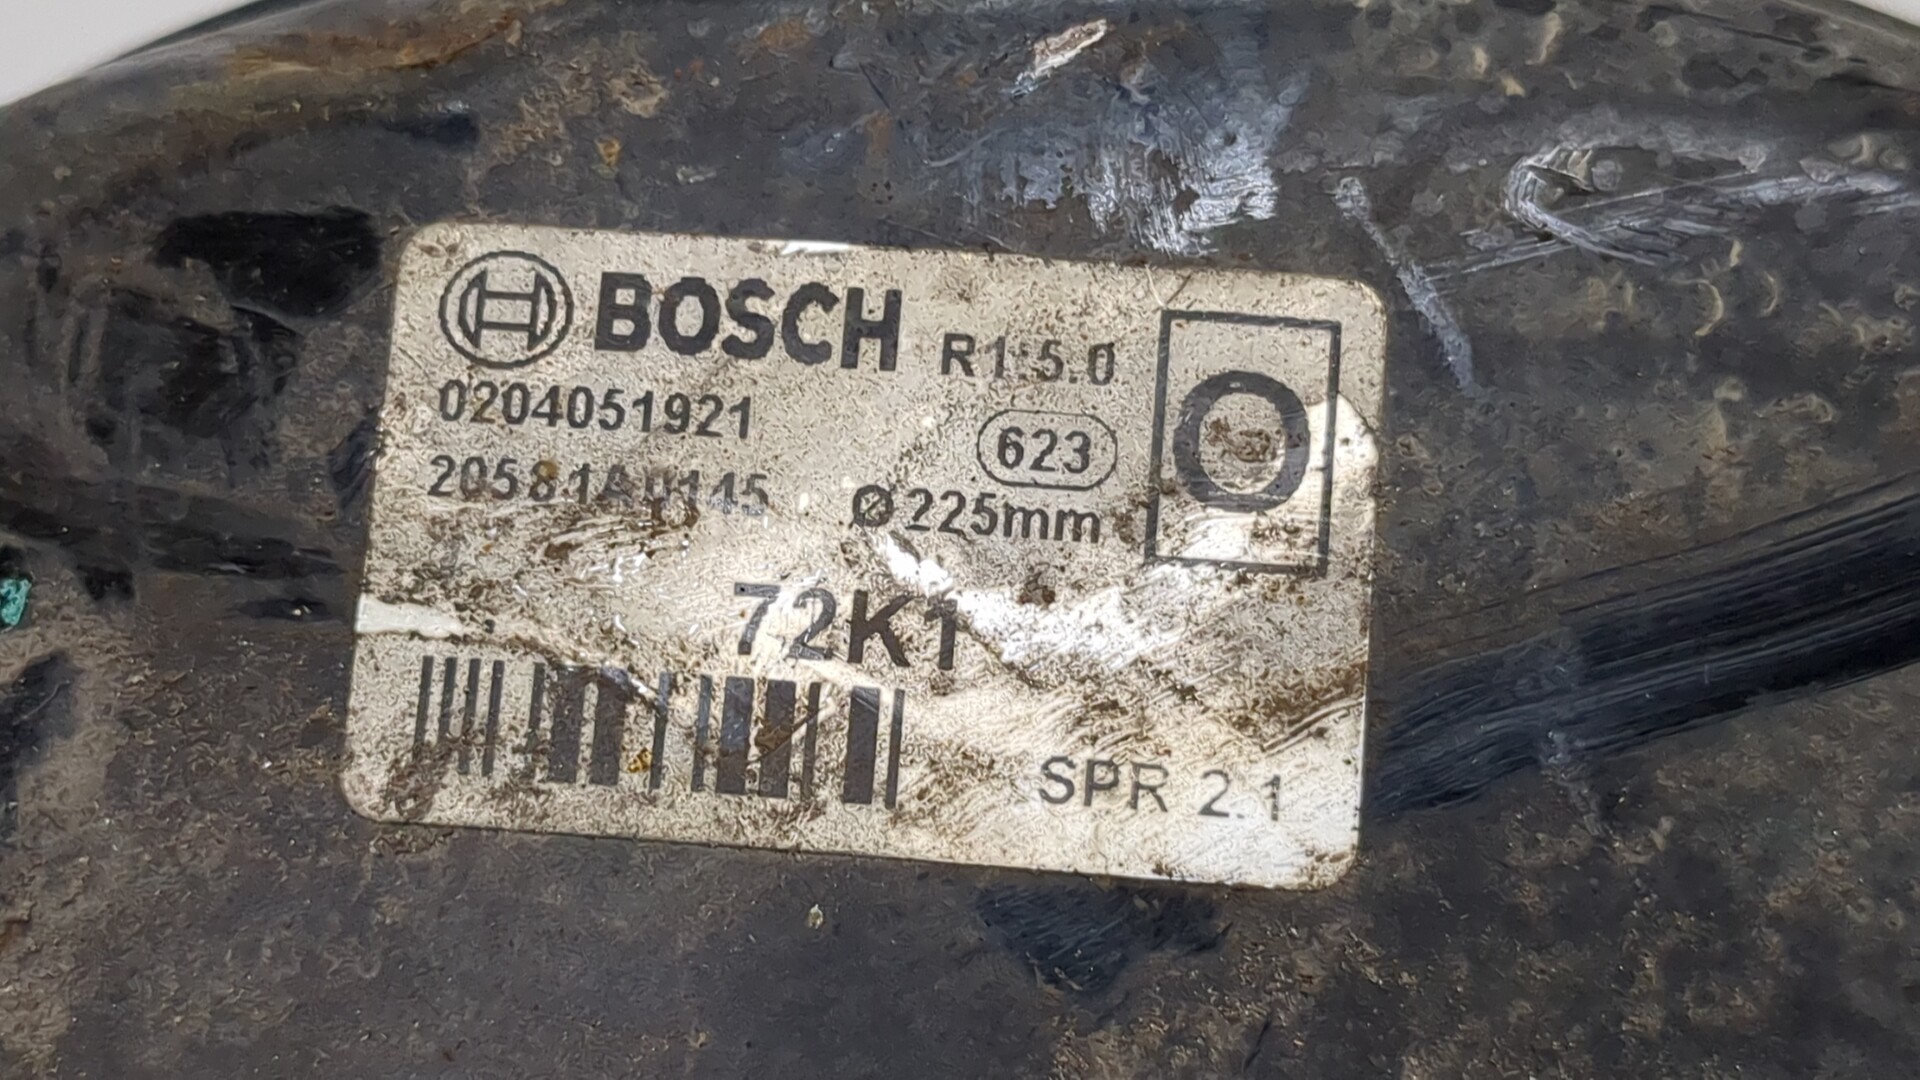 BOSCH R1:5.0
0204051921
623
Ø225mm
72K1
SPR 2.1
O